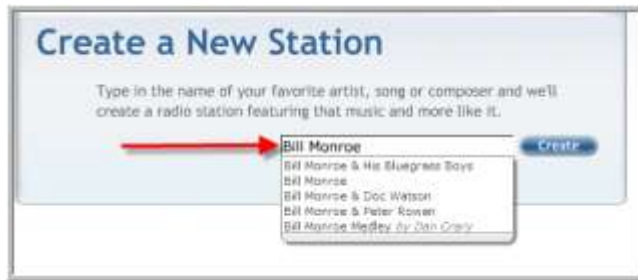 Create a New Station
Type in the name of your favorite artist, song or composer and we'll
create a radio station featuring that music and more like it.
Bill Monroe
Create
Bill Monroe & His Bluegrass Boys
Bill Monroe
Bill Monroe & Doc Watson
Bill Monroe & Peter Rowan
Bill Monroe Medley by Dan Crary